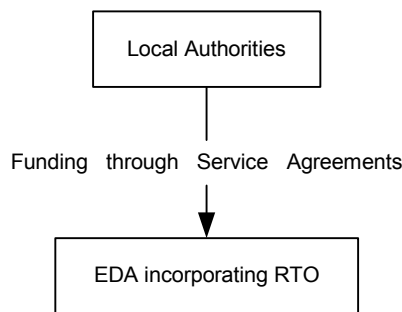 Local Authorities
Funding through Service Agreements
EDA incorporating RTO